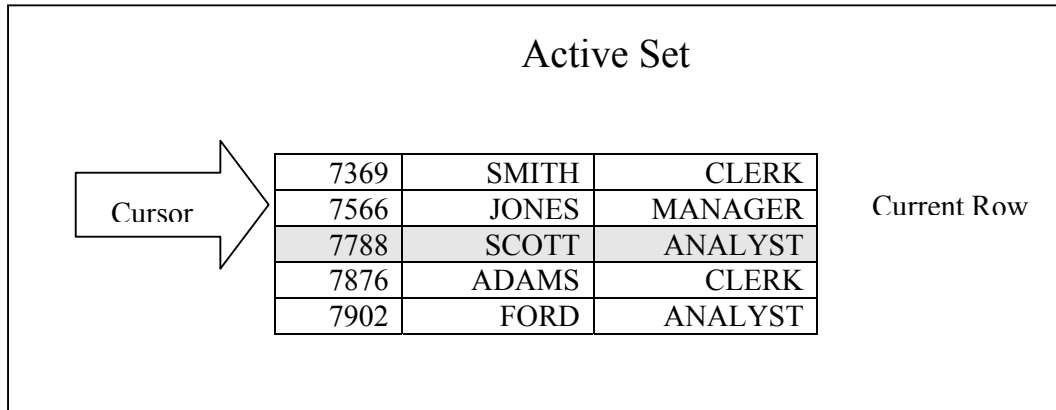 Active Set
7369 SMITH CLERK
Cursor 7566 JONES MANAGER Current Row
7788 SCOTT ANALYST
7876 ADAMS CLERK
7902 FORD ANALYST